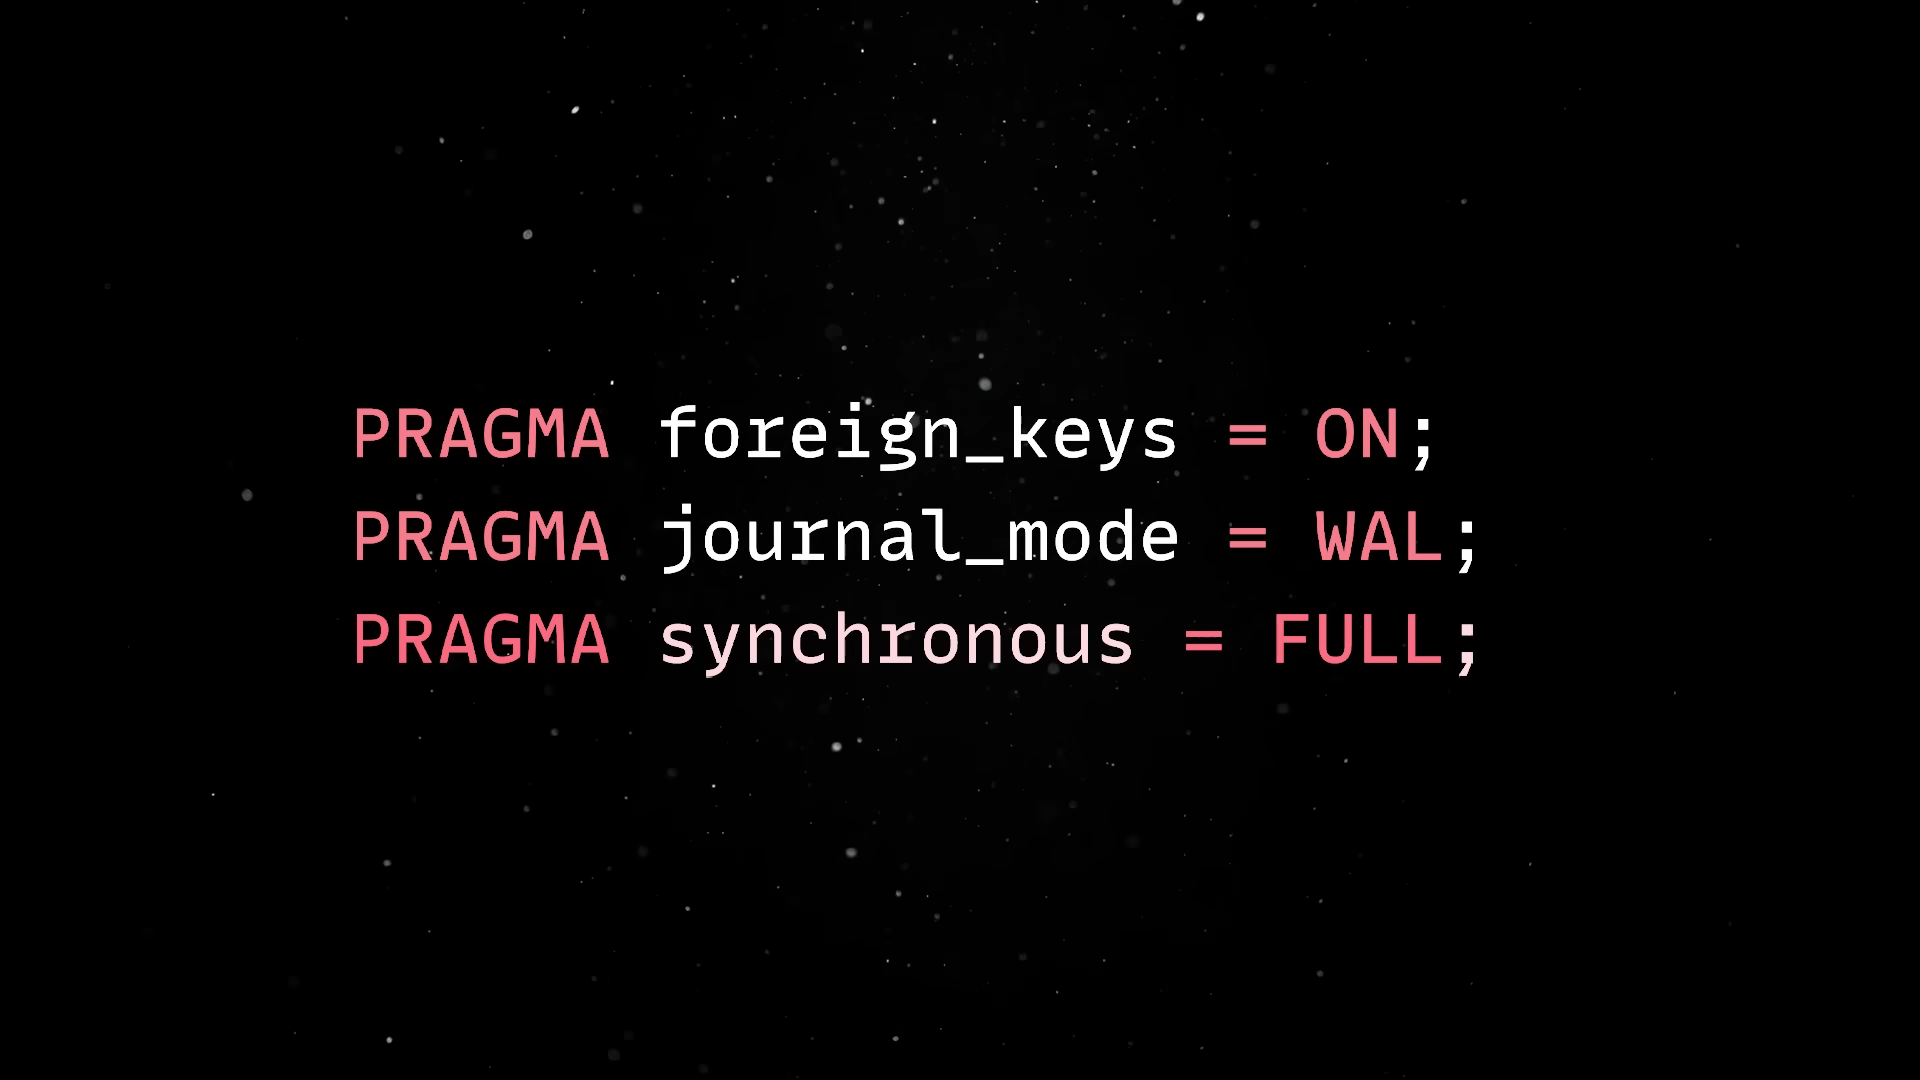 PRAGMA foreign_keys = ON;
PRAGMA journal_mode = WAL;
PRAGMA synchronous = FULL;